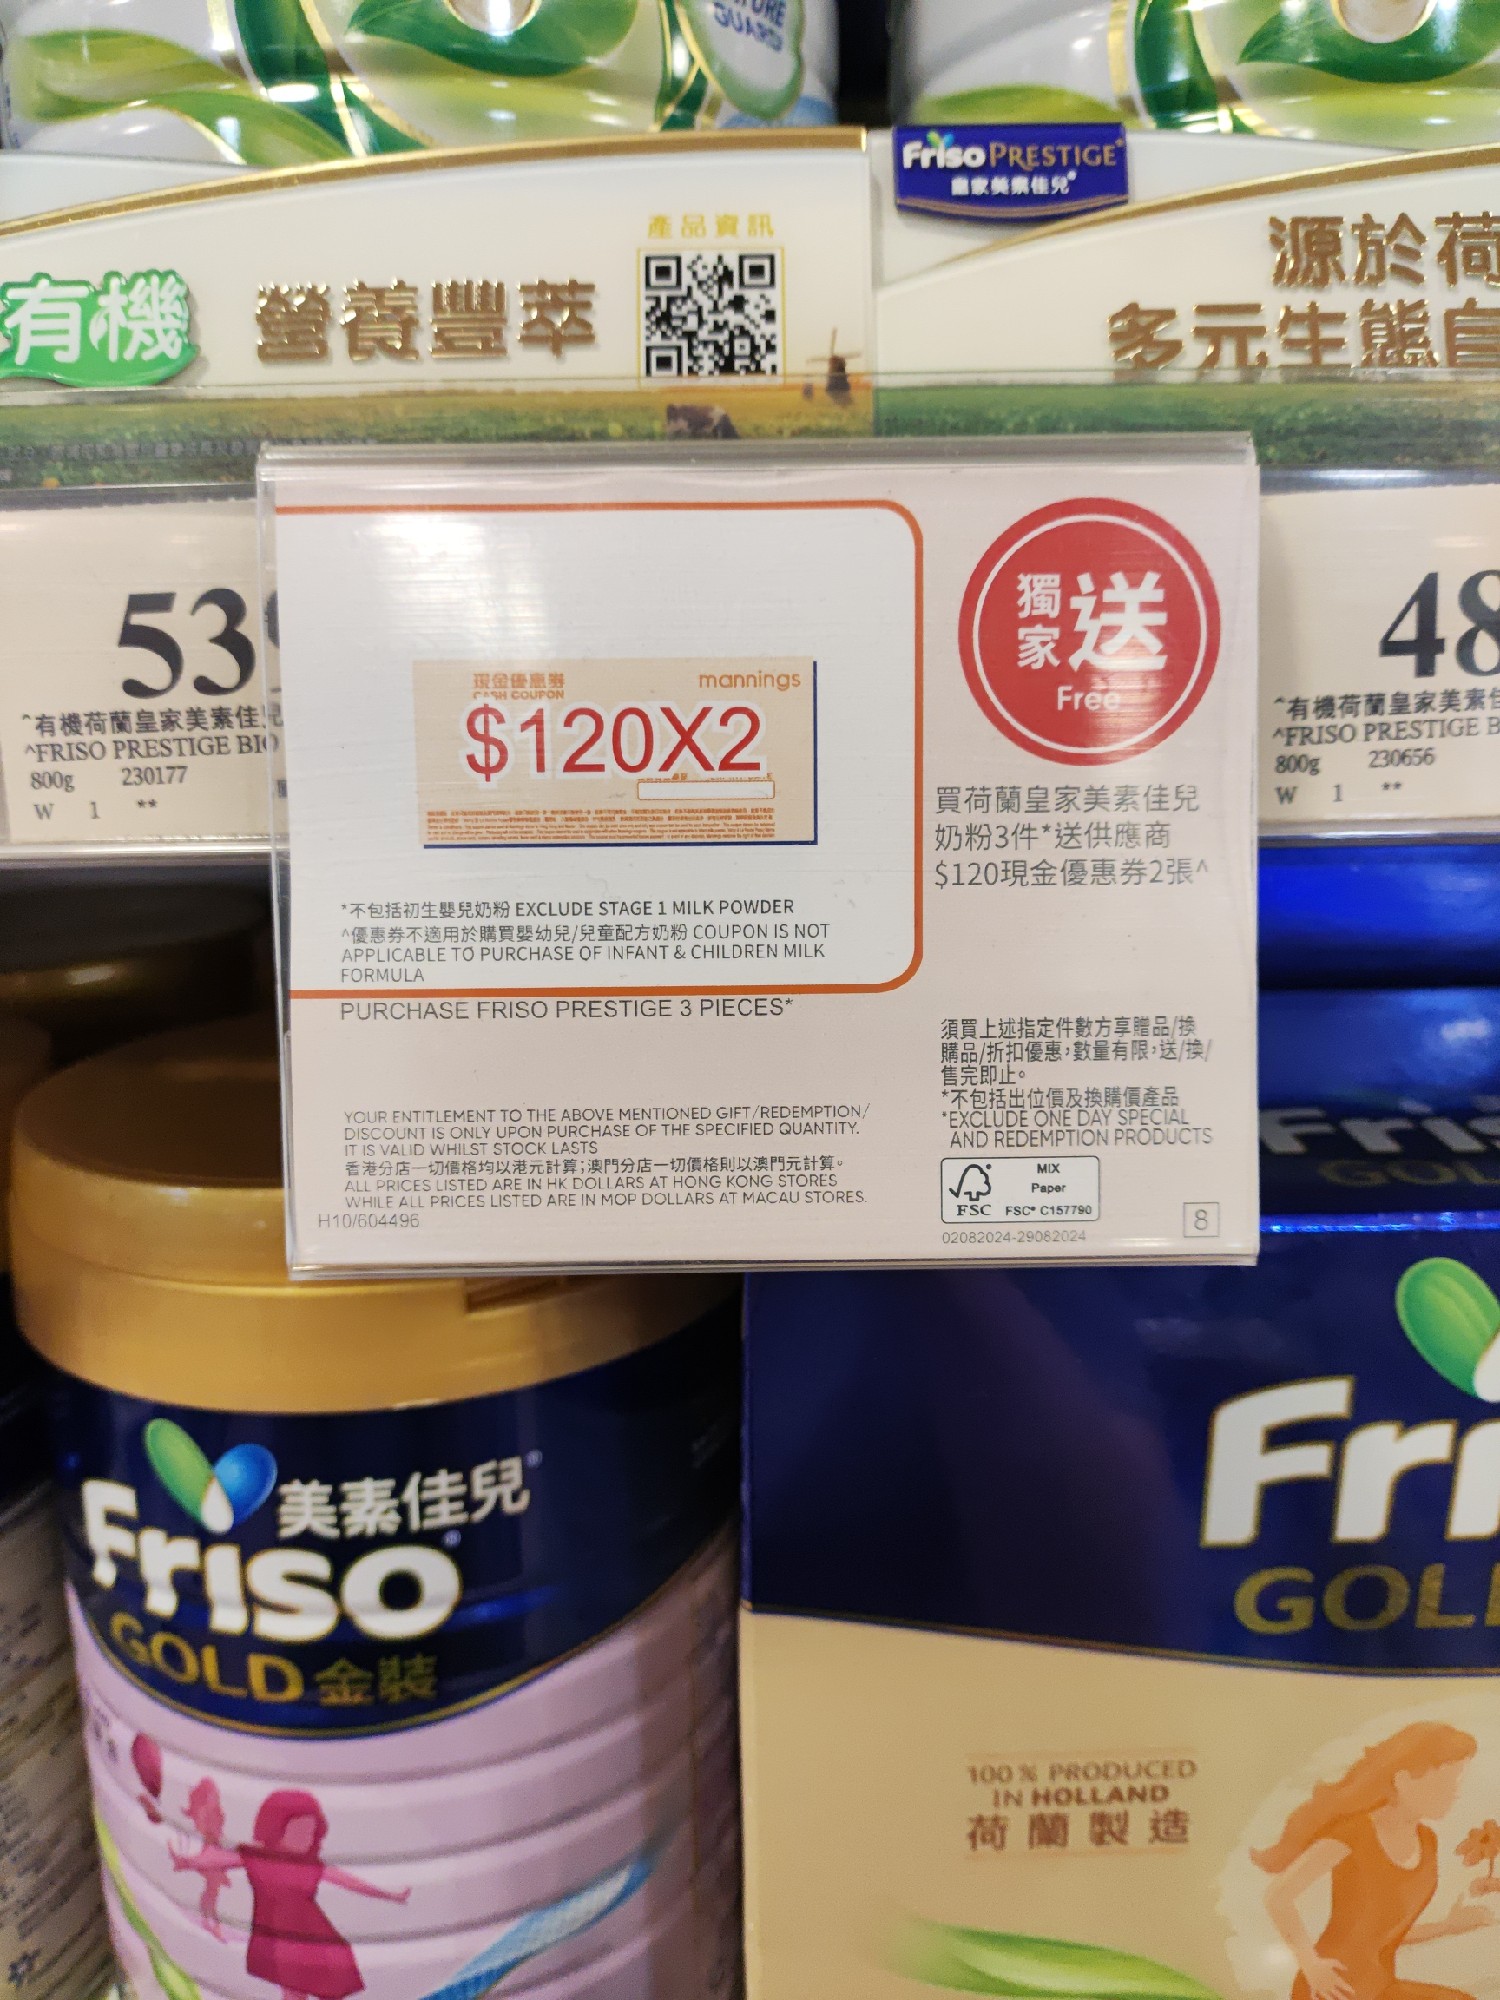 TURE
GUARD
Friso PRESTIGE
皇家美素佳兒
產品資訊
有機 營養豐萃
源於荷
多元生態自
53
^有機荷蘭皇家美素佳兒
^FRISO PRESTIGE BIO
800g 230177
W 1 **
現金優惠券
CASH COUPON
mannings
$120X2
*不包括初生嬰兒奶粉 EXCLUDE STAGE 1 MILK POWDER
^優惠券不適用於購買嬰幼兒/兒童配方奶粉 COUPON IS NOT
APPLICABLE TO PURCHASE OF INFANT & CHILDREN MILK
FORMULA
PURCHASE FRISO PRESTIGE 3 PIECES*
YOUR ENTITLEMENT TO THE ABOVE MENTIONED GIFT/REDEMPTION/
DISCOUNT IS ONLY UPON PURCHASE OF THE SPECIFIED QUANTITY.
IT IS VALID WHILST STOCK LASTS
香港分店一切價格均以港元計算;澳門分店一切價格則以澳門元計算。
ALL PRICES LISTED ARE IN HK DOLLARS AT HONG KONG STORES
WHILE ALL PRICES LISTED ARE IN MOP DOLLARS AT MACAU STORES.
H10/604496
獨家 送
Free
買荷蘭皇家美素佳兒
奶粉3件*送供應商
$120現金優惠券2張^
須買上述指定件數方享贈品/換
購品/折扣優惠,數量有限,送/換/
售完即止。
*不包括出位價及換購價產品
*EXCLUDE ONE DAY SPECIAL
AND REDEMPTION PRODUCTS
FSC
MIX
Paper
FSC® C157790
02082024-29082024
8
48
^有機荷蘭皇家美素佳
^FRISO PRESTIGE B
800g 230656
W 1 **
Fris
GOL
美素佳兒
Friso
GOLD 金裝
Fri
GOL
100% PRODUCED
IN HOLLAND
荷蘭製造